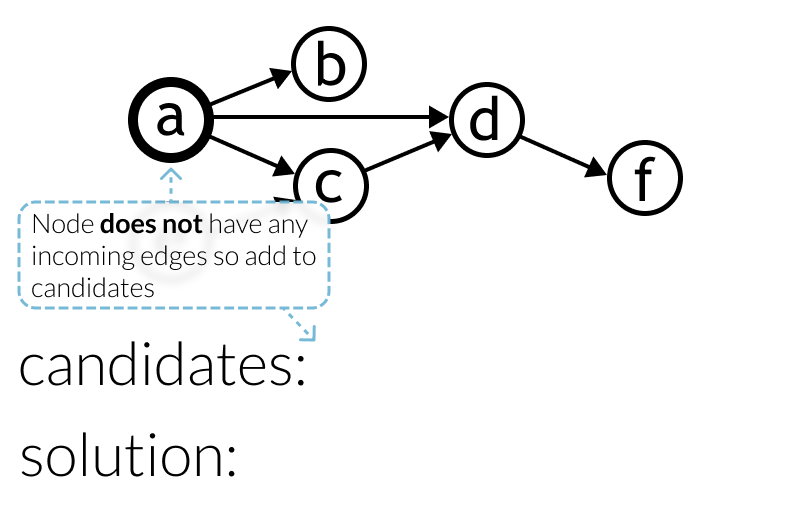 b
a
d
c
f
Node does not have any
incoming edges so add to
candidates
candidates:
solution: